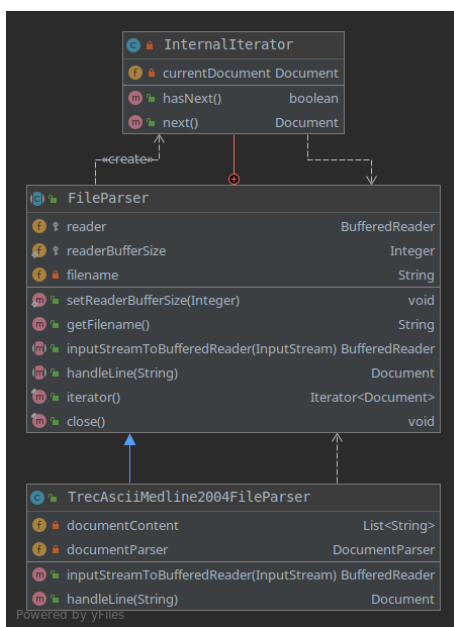 InternalIterator
currentDocument Document
hasNext() boolean
next() Document
«create»
FileParser
reader BufferedReader
readerBufferSize Integer
filename String
setReaderBufferSize(Integer) void
getFilename() String
inputStreamToBufferedReader(InputStream) BufferedReader
handleLine(String) Document
iterator() Iterator<Document>
close() void
TrecAsciiMedline2004FileParser
documentContent List<String>
documentParser DocumentParser
inputStreamToBufferedReader(InputStream) BufferedReader
handleLine(String) Document
Powered by yFiles